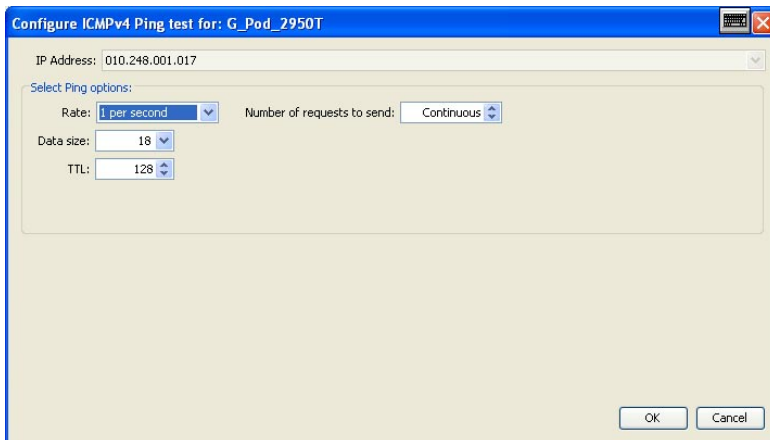 Configure ICMPv4 Ping test for: G_Pod_2950T
IP Address: 010.248.001.017
Select Ping options:
Rate: 1 per second Number of requests to send: Continuous
Data size: 18
TTL: 128
OK Cancel